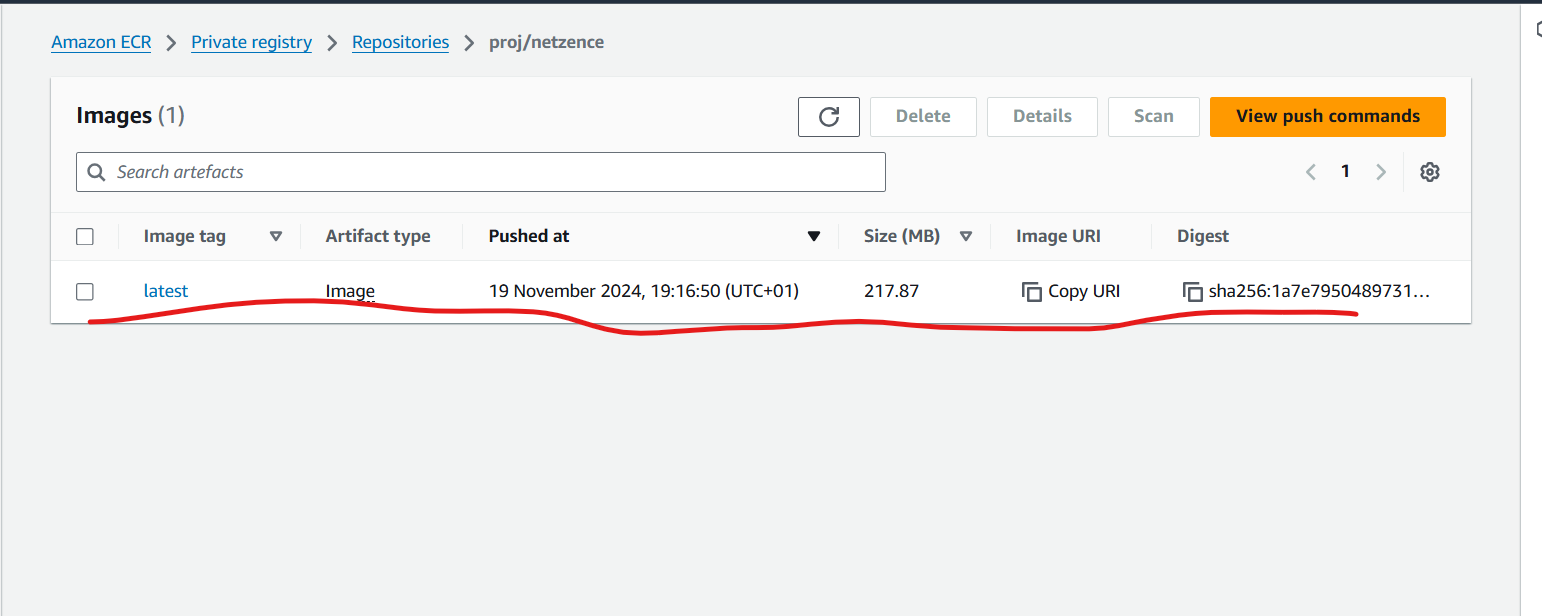 Amazon ECR > Private registry > Repositories > proj/netzence
Images (1) Delete Details Scan View push commands
Search artefacts 1
Image tag Artifact type Pushed at Size (MB) Image URI Digest
latest Image 19 November 2024, 19:16:50 (UTC+01) 217.87 Copy URI sha256:1a7e7950489731...